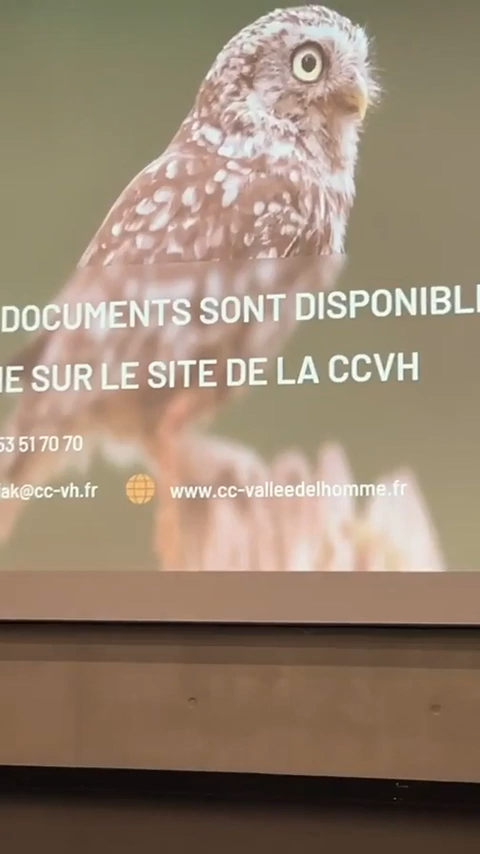 DOCUMENTS SONT DISPONIBL
SUR LE SITE DE LA CCVH
53 51 70 70
ak@cc-vh.fr www.cc-valleedelhomme.fr